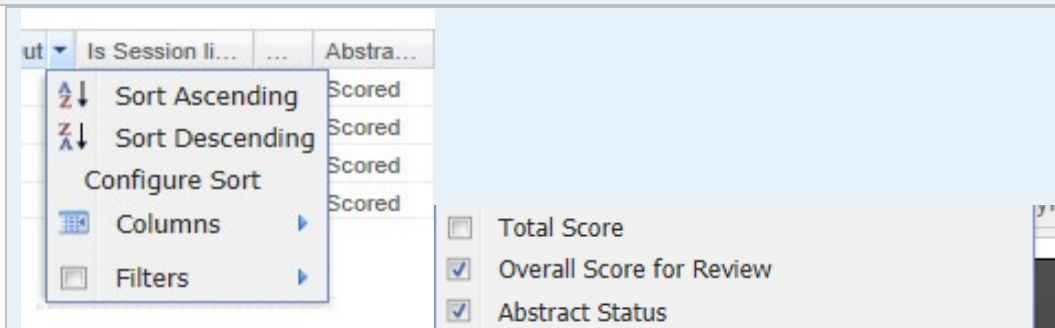 ut Is Session li... ... Abstra...
Sort Ascending
Scored
Sort Descending
Scored
Configure Sort
Scored
Columns
Scored
Filters
Total Score
Overall Score for Review
Abstract Status